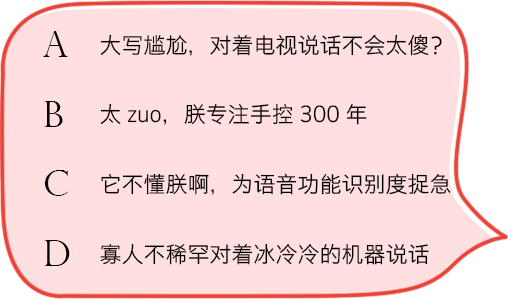 A 大写尴尬，对着电视说话不会太傻？
B 太 zuo，朕专注手控 300 年
C 它不懂朕啊，为语音功能识别度捉急
D 寡人不稀罕对着冰冷冷的机器说话